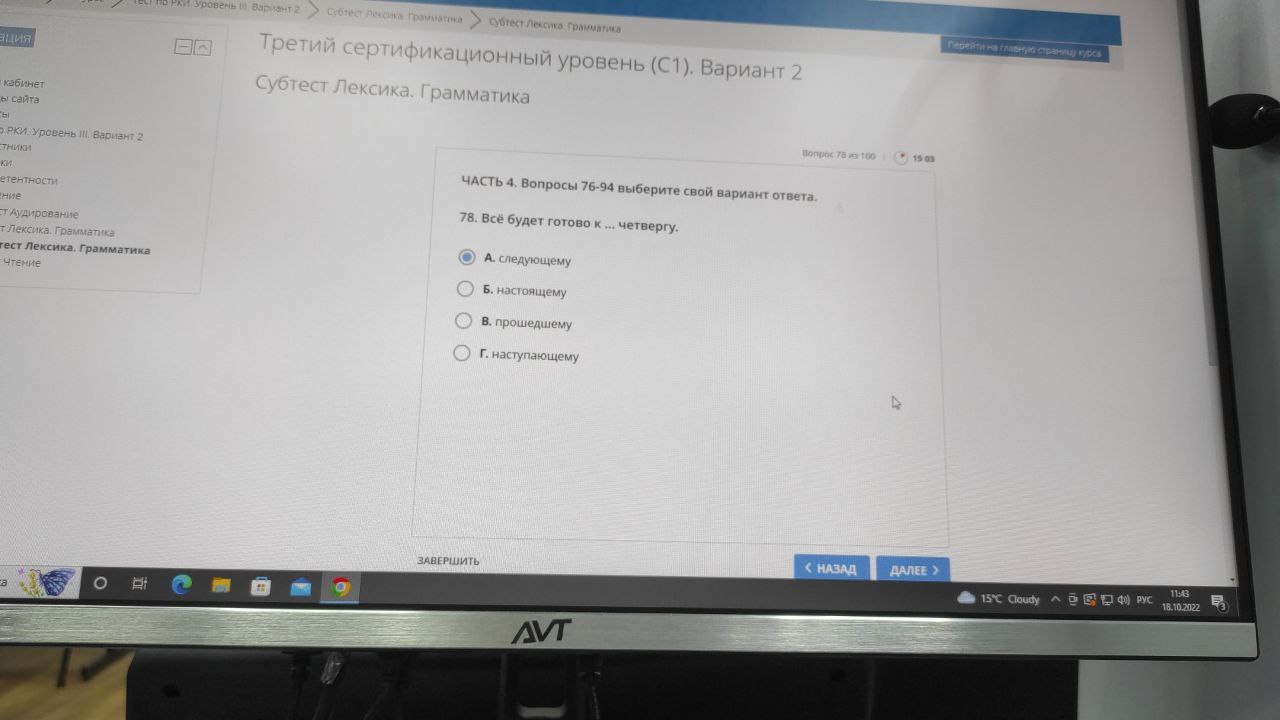 Тест по РКИ. Уровень III. Вариант 2
Субтест Лексика. Грамматика
Субтест Лексика. Грамматика
Перейти на главную страницу курса
Третий сертификационный уровень (С1). Вариант 2
Субтест Лексика. Грамматика
кабинет
сайта
РКИ. Уровень III. Вариант 2
Аудирование
Лексика. Грамматика
Лексика. Грамматика
Чтение
Вопрос 78 из 100
15 03
ЧАСТЬ 4. Вопросы 76-94 выберите свой вариант ответа.
78. Всё будет готово к ... четвергу.
А. следующему
Б. настоящему
В. прошедшему
Г. наступающему
ЗАВЕРШИТЬ
НАЗАД
ДАЛЕЕ
15°C Cloudy
РУС
11:43
18.10.2022
3
AVT